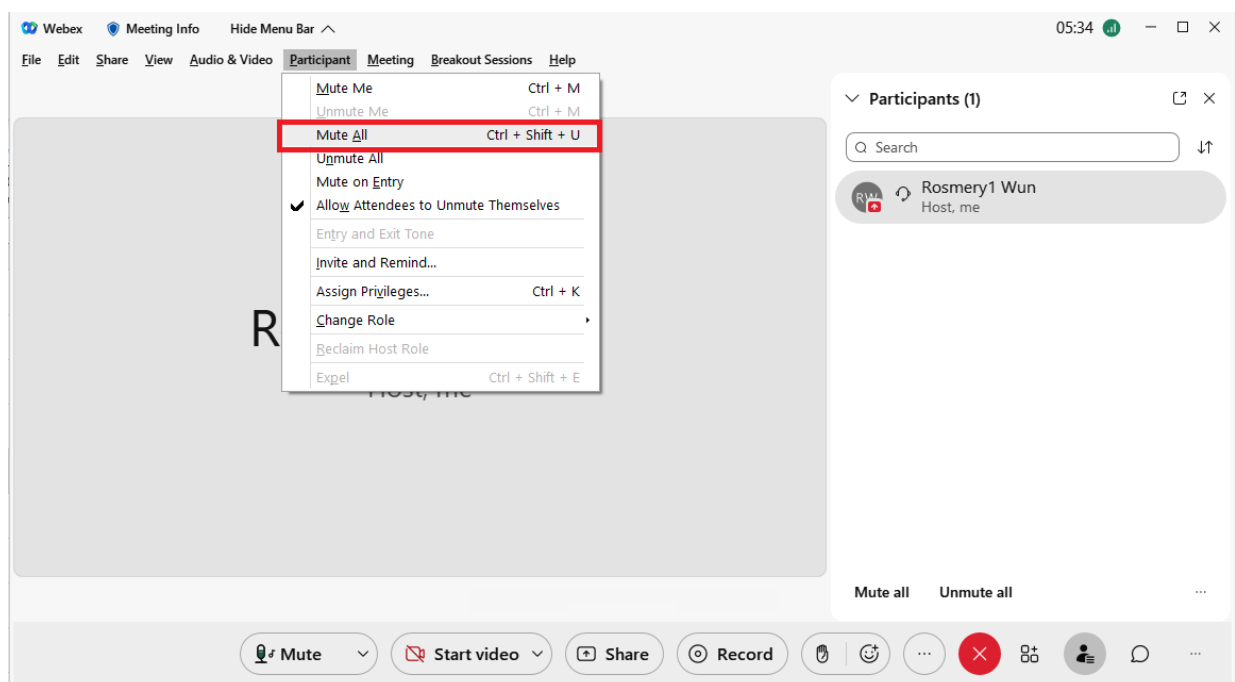 Webex Meeting Info Hide Menu Bar 05:34
File Edit Share View Audio & Video Participant Meeting Breakout Sessions Help
Mute Me Ctrl + M
Unmute Me Ctrl + M
Mute All Ctrl + Shift + U
Unmute All
Mute on Entry
Allow Attendees to Unmute Themselves
Entry and Exit Tone
Invite and Remind...
Assign Privileges... Ctrl + K
Change Role
Reclaim Host Role
Expel Ctrl + Shift + E
R
Host, me
Participants (1)
Search
RW Rosmery1 Wun
Host, me
Mute all Unmute all ...
Mute Start video Share Record ... ...